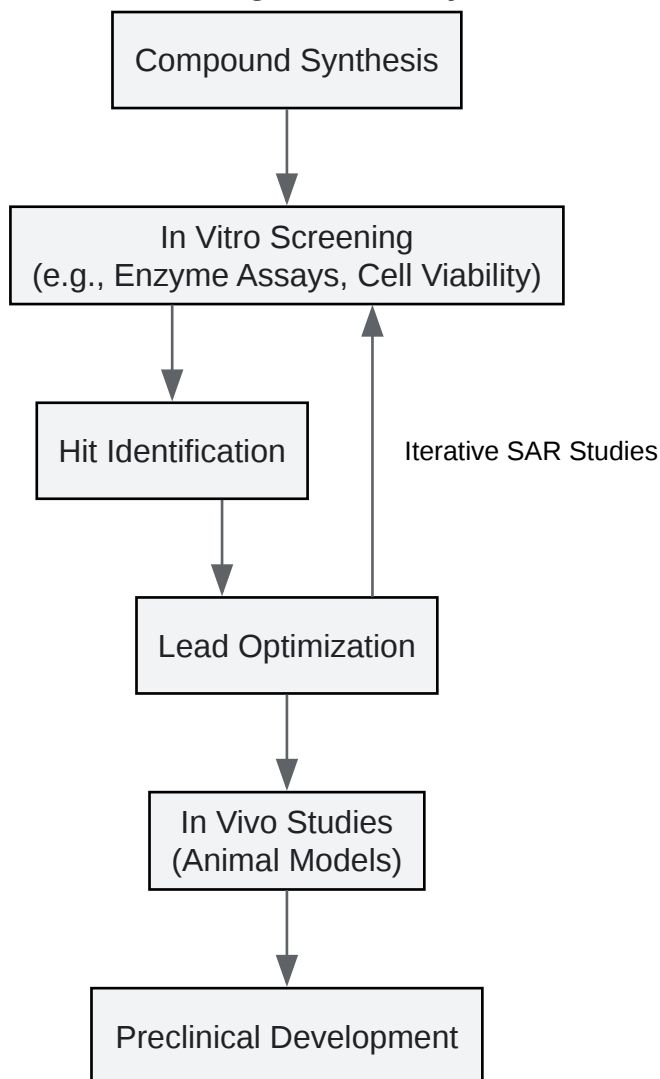 Compound Synthesis
In Vitro Screening
(e.g., Enzyme Assays, Cell Viability)
Hit Identification
Iterative SAR Studies
Lead Optimization
In Vivo Studies
(Animal Models)
Preclinical Development